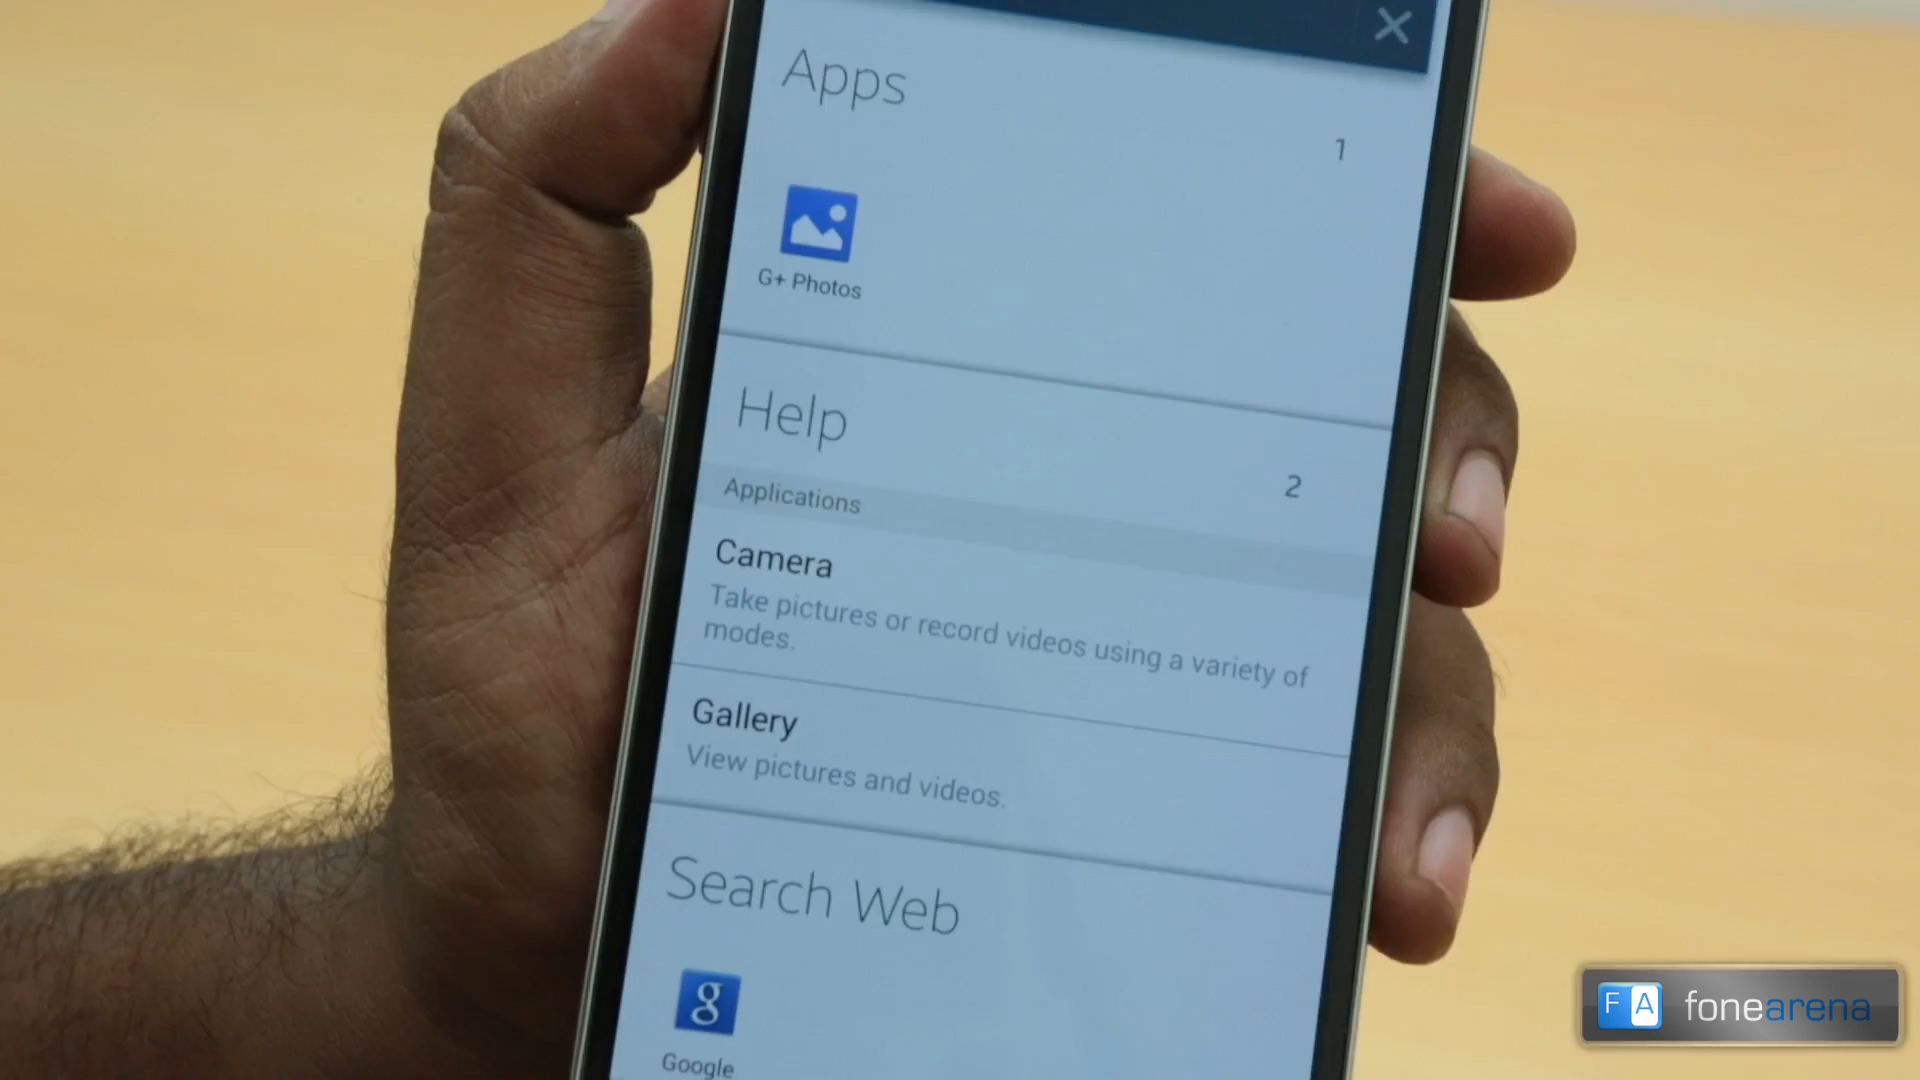 Apps
1
G+ Photos
Help
2
Applications
Camera
Take pictures or record videos using a variety of
modes.
Gallery
View pictures and videos.
Search Web
g
Google
FA fonearena